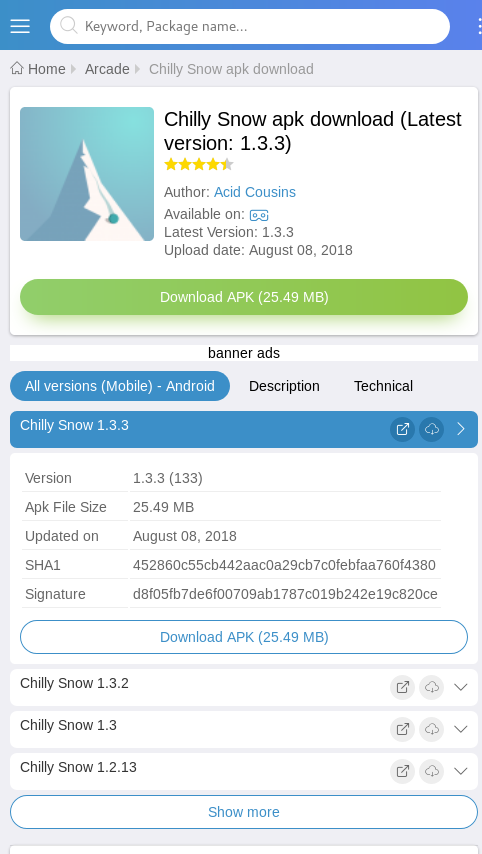 Keyword, Package name...
Home Arcade Chilly Snow apk download
Chilly Snow apk download (Latest
version: 1.3.3)
Author: Acid Cousins
Available on:
Latest Version: 1.3.3
Upload date: August 08, 2018
Download APK (25.49 MB)
banner ads
All versions (Mobile) - Android Description Technical
Chilly Snow 1.3.3
Version 1.3.3 (133)
Apk File Size 25.49 MB
Updated on August 08, 2018
SHA1 452860c55cb442aac0a29cb7c0febfaa760f4380
Signature d8f05fb7de6f00709ab1787c019b242e19c820ce
Download APK (25.49 MB)
Chilly Snow 1.3.2
Chilly Snow 1.3
Chilly Snow 1.2.13
Show more